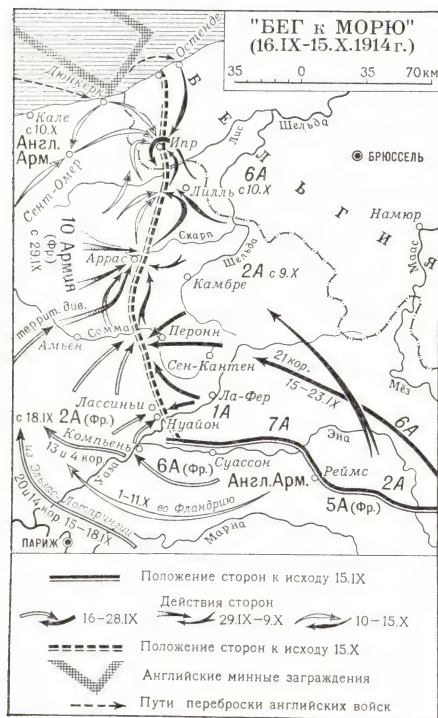 "БЕГ к МОРЮ"
(16.IX-15.X.1914г.)
35 0 35 70км
Остенде
Дюнкерк
Б Е Л Ь Г И Я
Кале
с 10.X
Англ.
Арм.
Ипр
Лис
Шельда
БРЮССЕЛЬ
Сент-Омер
6А
с 10.X
Лилль
Намюр
10 Армия
(Фр.)
с 29.IX
Скарп
Аррас
Шельда
Маас
2А с 9.X
Камбре
территор. див.
Сомма
Перонн
Амьен
Сен-Кантен
21 кор.
15-23.IX
Мёз
6А
Лассиньи
Ла-Фер
1А
с 18.IX 2А (Фр.)
Нуайон
7А
Эна
Компьень
13 и 4 кор.
Уаза
6А (Фр.)
Суассон
Англ. Арм.
Реймс
2А
5А (Фр.)
из Эльзас-Лотарингии
20 и 14 кор 15-18.IX
1-11.X во Фландрию
Марна
ПАРИЖ
Положение сторон к исходу 15.IX
Действия сторон
16-28.IX 29.IX-9.X 10-15.X
Положение сторон к исходу 15.X
Английские минные заграждения
Пути переброски английских войск